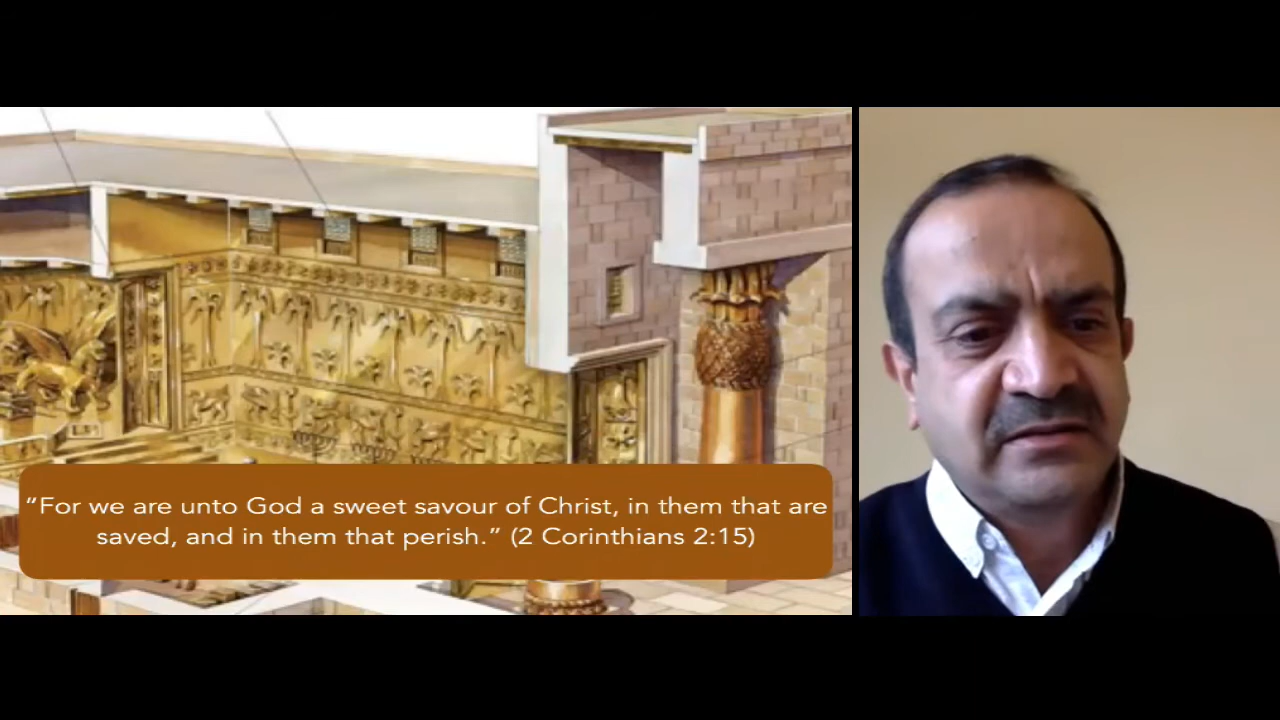 “For we are unto God a sweet savour of Christ, in them that are
saved, and in them that perish.” (2 Corinthians 2:15)